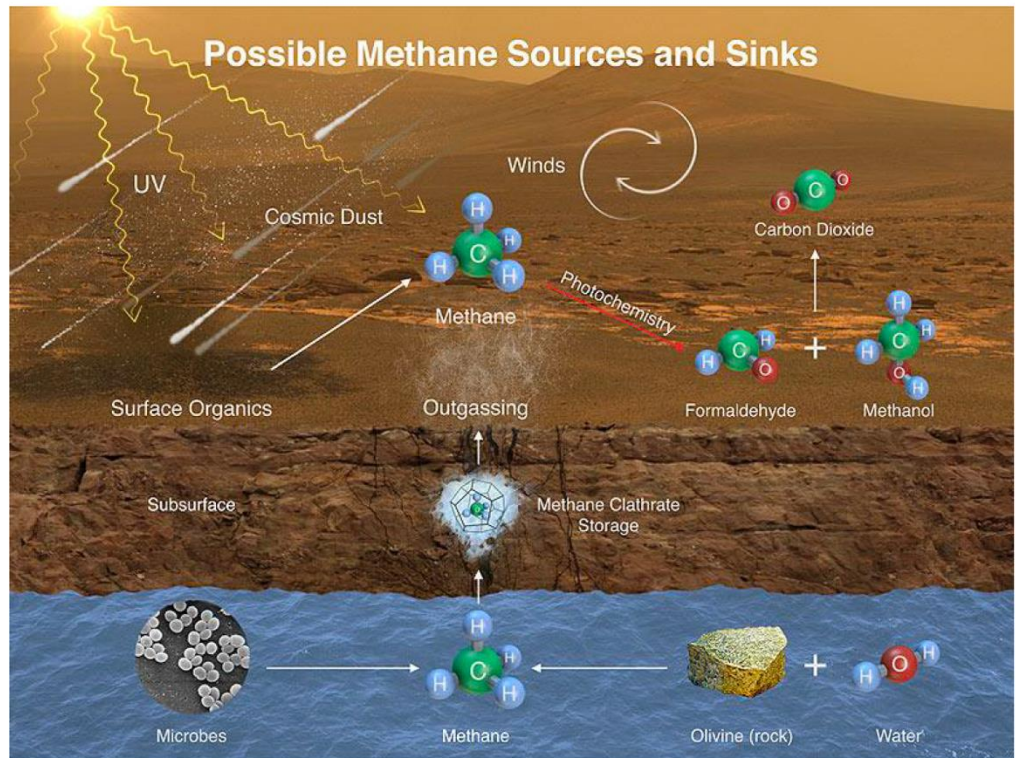 Possible Methane Sources and Sinks
UV
Cosmic Dust
Winds
O C O
Carbon Dioxide
H
H
C
H
H
Methane
Photochemistry
H
C
H
H
O
H
H C O
+
H
C
H
O
H
Surface Organics
Outgassing
Formaldehyde
Methanol
Subsurface
Methane Clathrate
Storage
H
H
C
H
H
+
H O H
Microbes
Methane
Olivine (rock)
Water